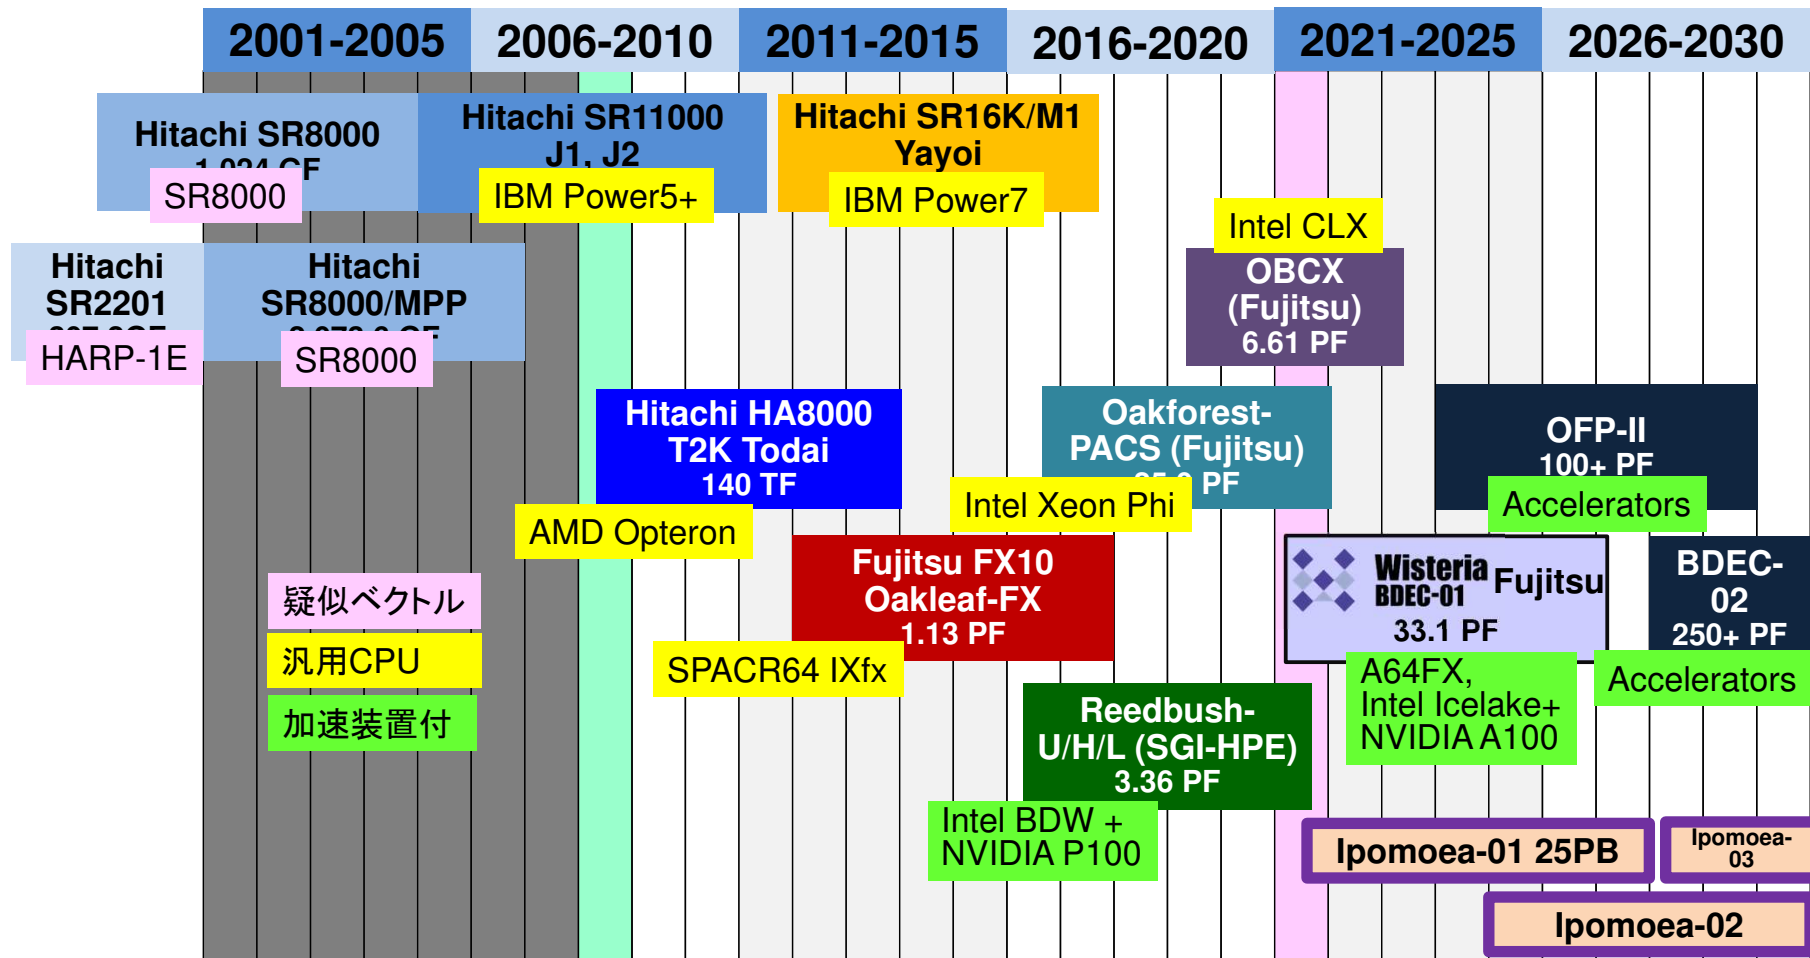 2001-2005
2006-2010
2011-2015
2016-2020
2021-2025
2026-2030
Hitachi SR8000
SR8000
Hitachi SR11000
J1, J2
IBM Power5+
Hitachi SR16K/M1
Yayoi
IBM Power7
Hitachi
SR2201
HARP-1E
Hitachi
SR8000/MPP
SR8000
Intel CLX
OBCX
(Fujitsu)
6.61 PF
Hitachi HA8000
T2K Todai
140 TF
AMD Opteron
Oakforest-
PACS (Fujitsu)
PF
Intel Xeon Phi
OFP-II
100+ PF
Accelerators
Fujitsu FX10
Oakleaf-FX
1.13 PF
SPACR64 IXfx
Wisteria
BDEC-01
Fujitsu
33.1 PF
A64FX,
Intel Icelake+
NVIDIA A100
BDEC-
02
250+ PF
Accelerators
疑似ベクトル
汎用CPU
加速装置付
Reedbush-
U/H/L (SGI-HPE)
3.36 PF
Intel BDW +
NVIDIA P100
Ipomoea-01 25PB
Ipomoea-
03
Ipomoea-02